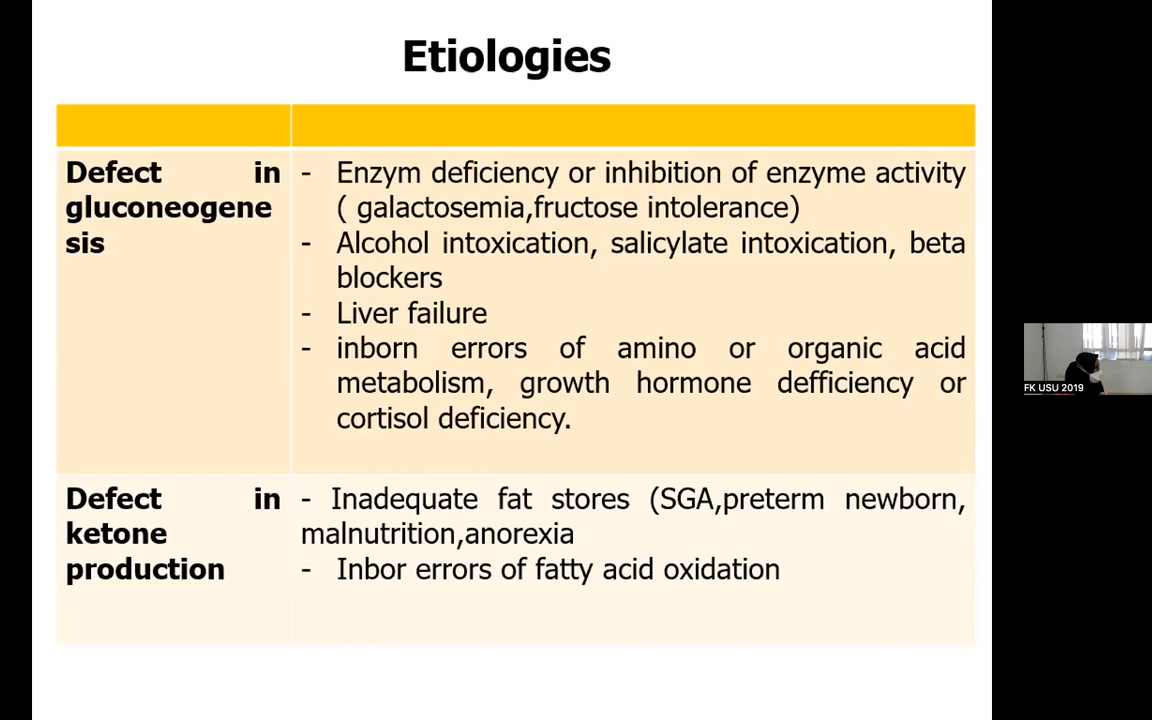 Etiologies
Defect in
gluconeogene
sis
- Enzym deficiency or inhibition of enzyme activity
( galactosemia,fructose intolerance)
- Alcohol intoxication, salicylate intoxication, beta
blockers
- Liver failure
- inborn errors of amino or organic acid
metabolism, growth hormone defficiency or
cortisol deficiency.
Defect in
ketone
production
- Inadequate fat stores (SGA,preterm newborn,
malnutrition,anorexia
- Inbor errors of fatty acid oxidation
FK USU 2019